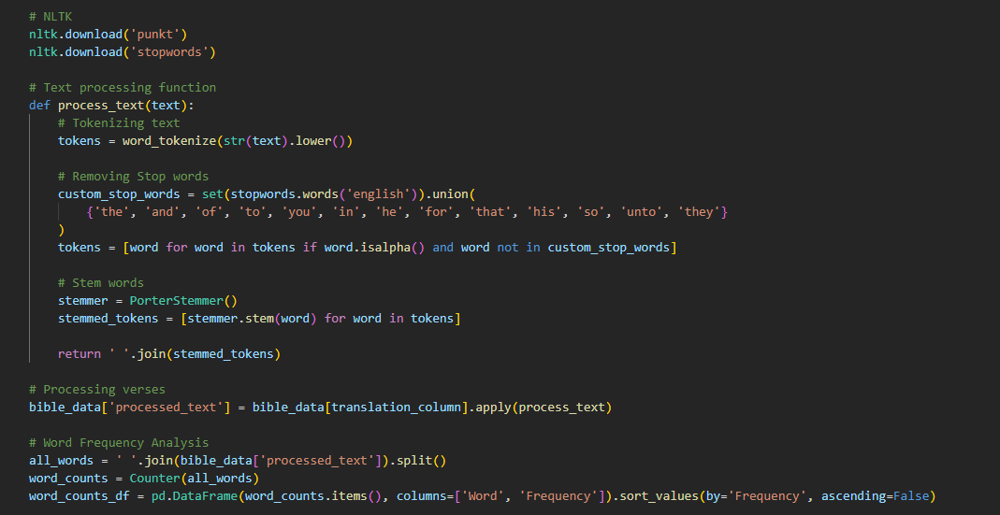 # NLTK
nltk.download('punkt')
nltk.download('stopwords')
# Text processing function
def process_text(text):
# Tokenizing text
tokens = word_tokenize(str(text).lower())
# Removing Stop words
custom_stop_words = set(stopwords.words('english')).union(
{'the', 'and', 'of', 'to', 'you', 'in', 'he', 'for', 'that', 'his', 'so', 'unto', 'they'}
)
tokens = [word for word in tokens if word.isalpha() and word not in custom_stop_words]
# Stem words
stemmer = PorterStemmer()
stemmed_tokens = [stemmer.stem(word) for word in tokens]
return ' '.join(stemmed_tokens)
# Processing verses
bible_data['processed_text'] = bible_data[translation_column].apply(process_text)
# Word Frequency Analysis
all_words = ' '.join(bible_data['processed_text']).split()
word_counts = Counter(all_words)
word_counts_df = pd.DataFrame(word_counts.items(), columns=['Word', 'Frequency']).sort_values(by='Frequency', ascending=False)